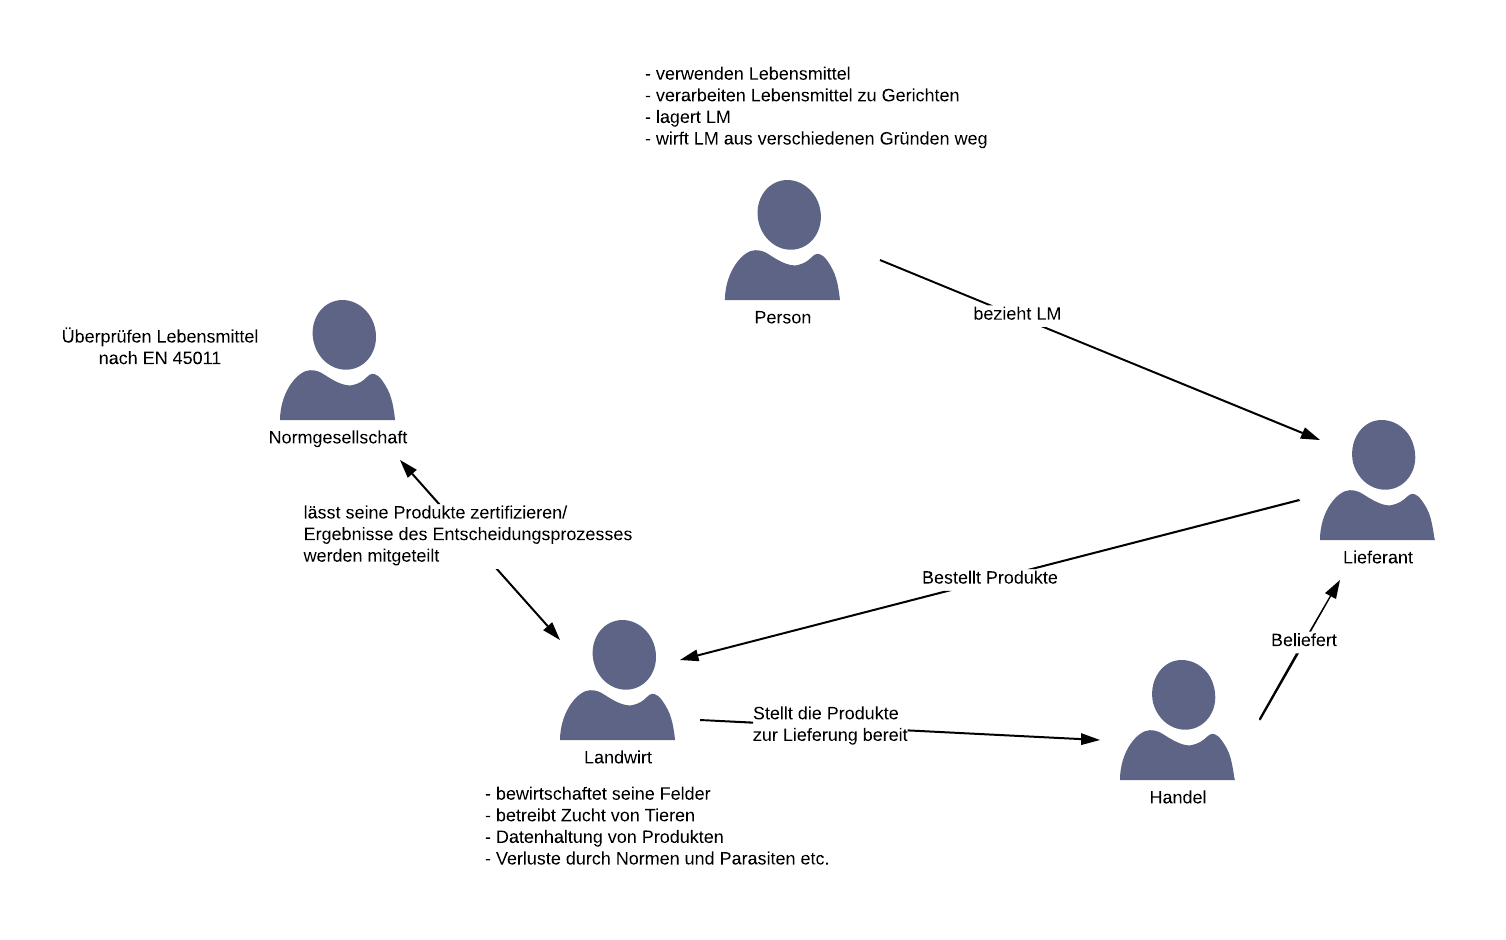 - verwenden Lebensmittel
- verarbeiten Lebensmittel zu Gerichten
- lagert LM
- wirft LM aus verschiedenen Gründen weg
Person
bezieht LM
Überprüfen Lebensmittel
nach EN 45011
Normgesellschaft
lässt seine Produkte zertifizieren/
Ergebnisse des Entscheidungsprozesses
werden mitgeteilt
Lieferant
Bestellt Produkte
Beliefert
Stellt die Produkte
zur Lieferung bereit
Landwirt
Handel
- bewirtschaftet seine Felder
- betreibt Zucht von Tieren
- Datenhaltung von Produkten
- Verluste durch Normen und Parasiten etc.